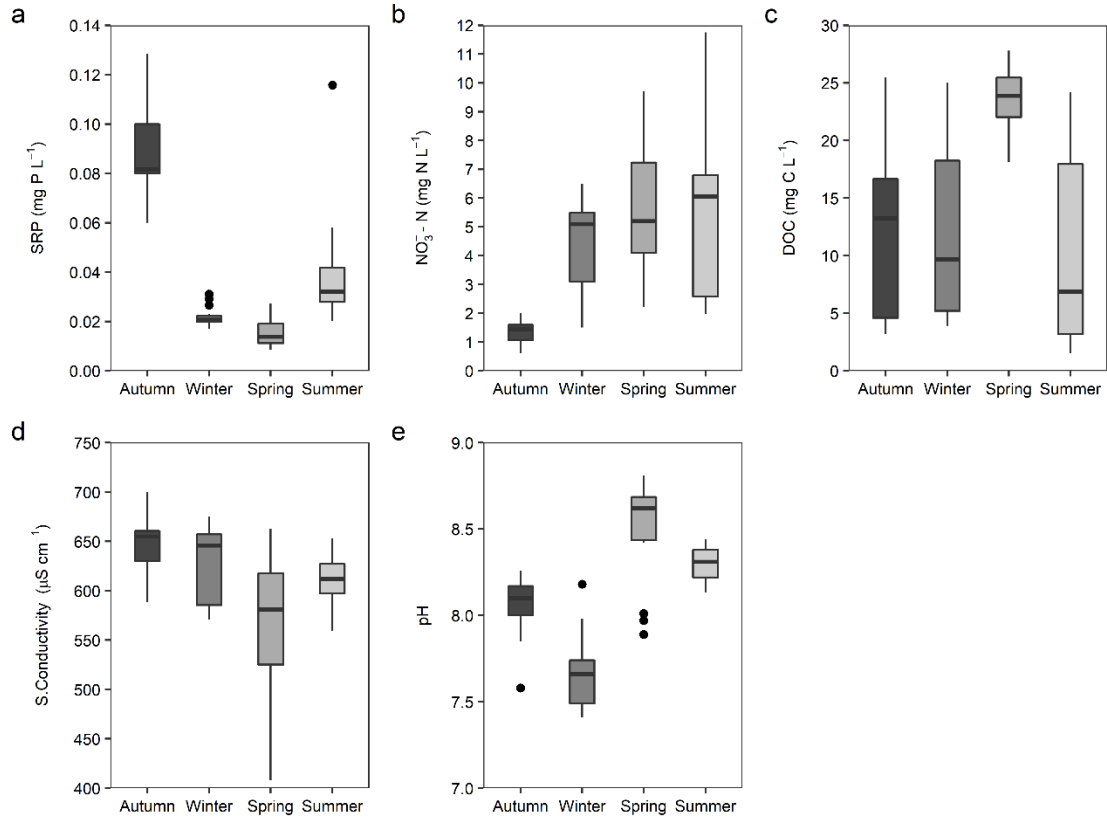 a
SRP (mg P L⁻¹)
0.14
0.12
0.10
0.08
0.06
0.04
0.02
0.00
Autumn Winter Spring Summer
b
NO₃⁻- N (mg N L⁻¹)
12
11
10
9
8
7
6
5
4
3
2
1
0
Autumn Winter Spring Summer
c
DOC (mg C L⁻¹)
30
25
20
15
10
5
0
Autumn Winter Spring Summer
d
S.Conductivity (µS cm⁻¹)
750
700
650
600
550
500
450
400
Autumn Winter Spring Summer
e
pH
9.0
8.5
8.0
7.5
7.0
Autumn Winter Spring Summer